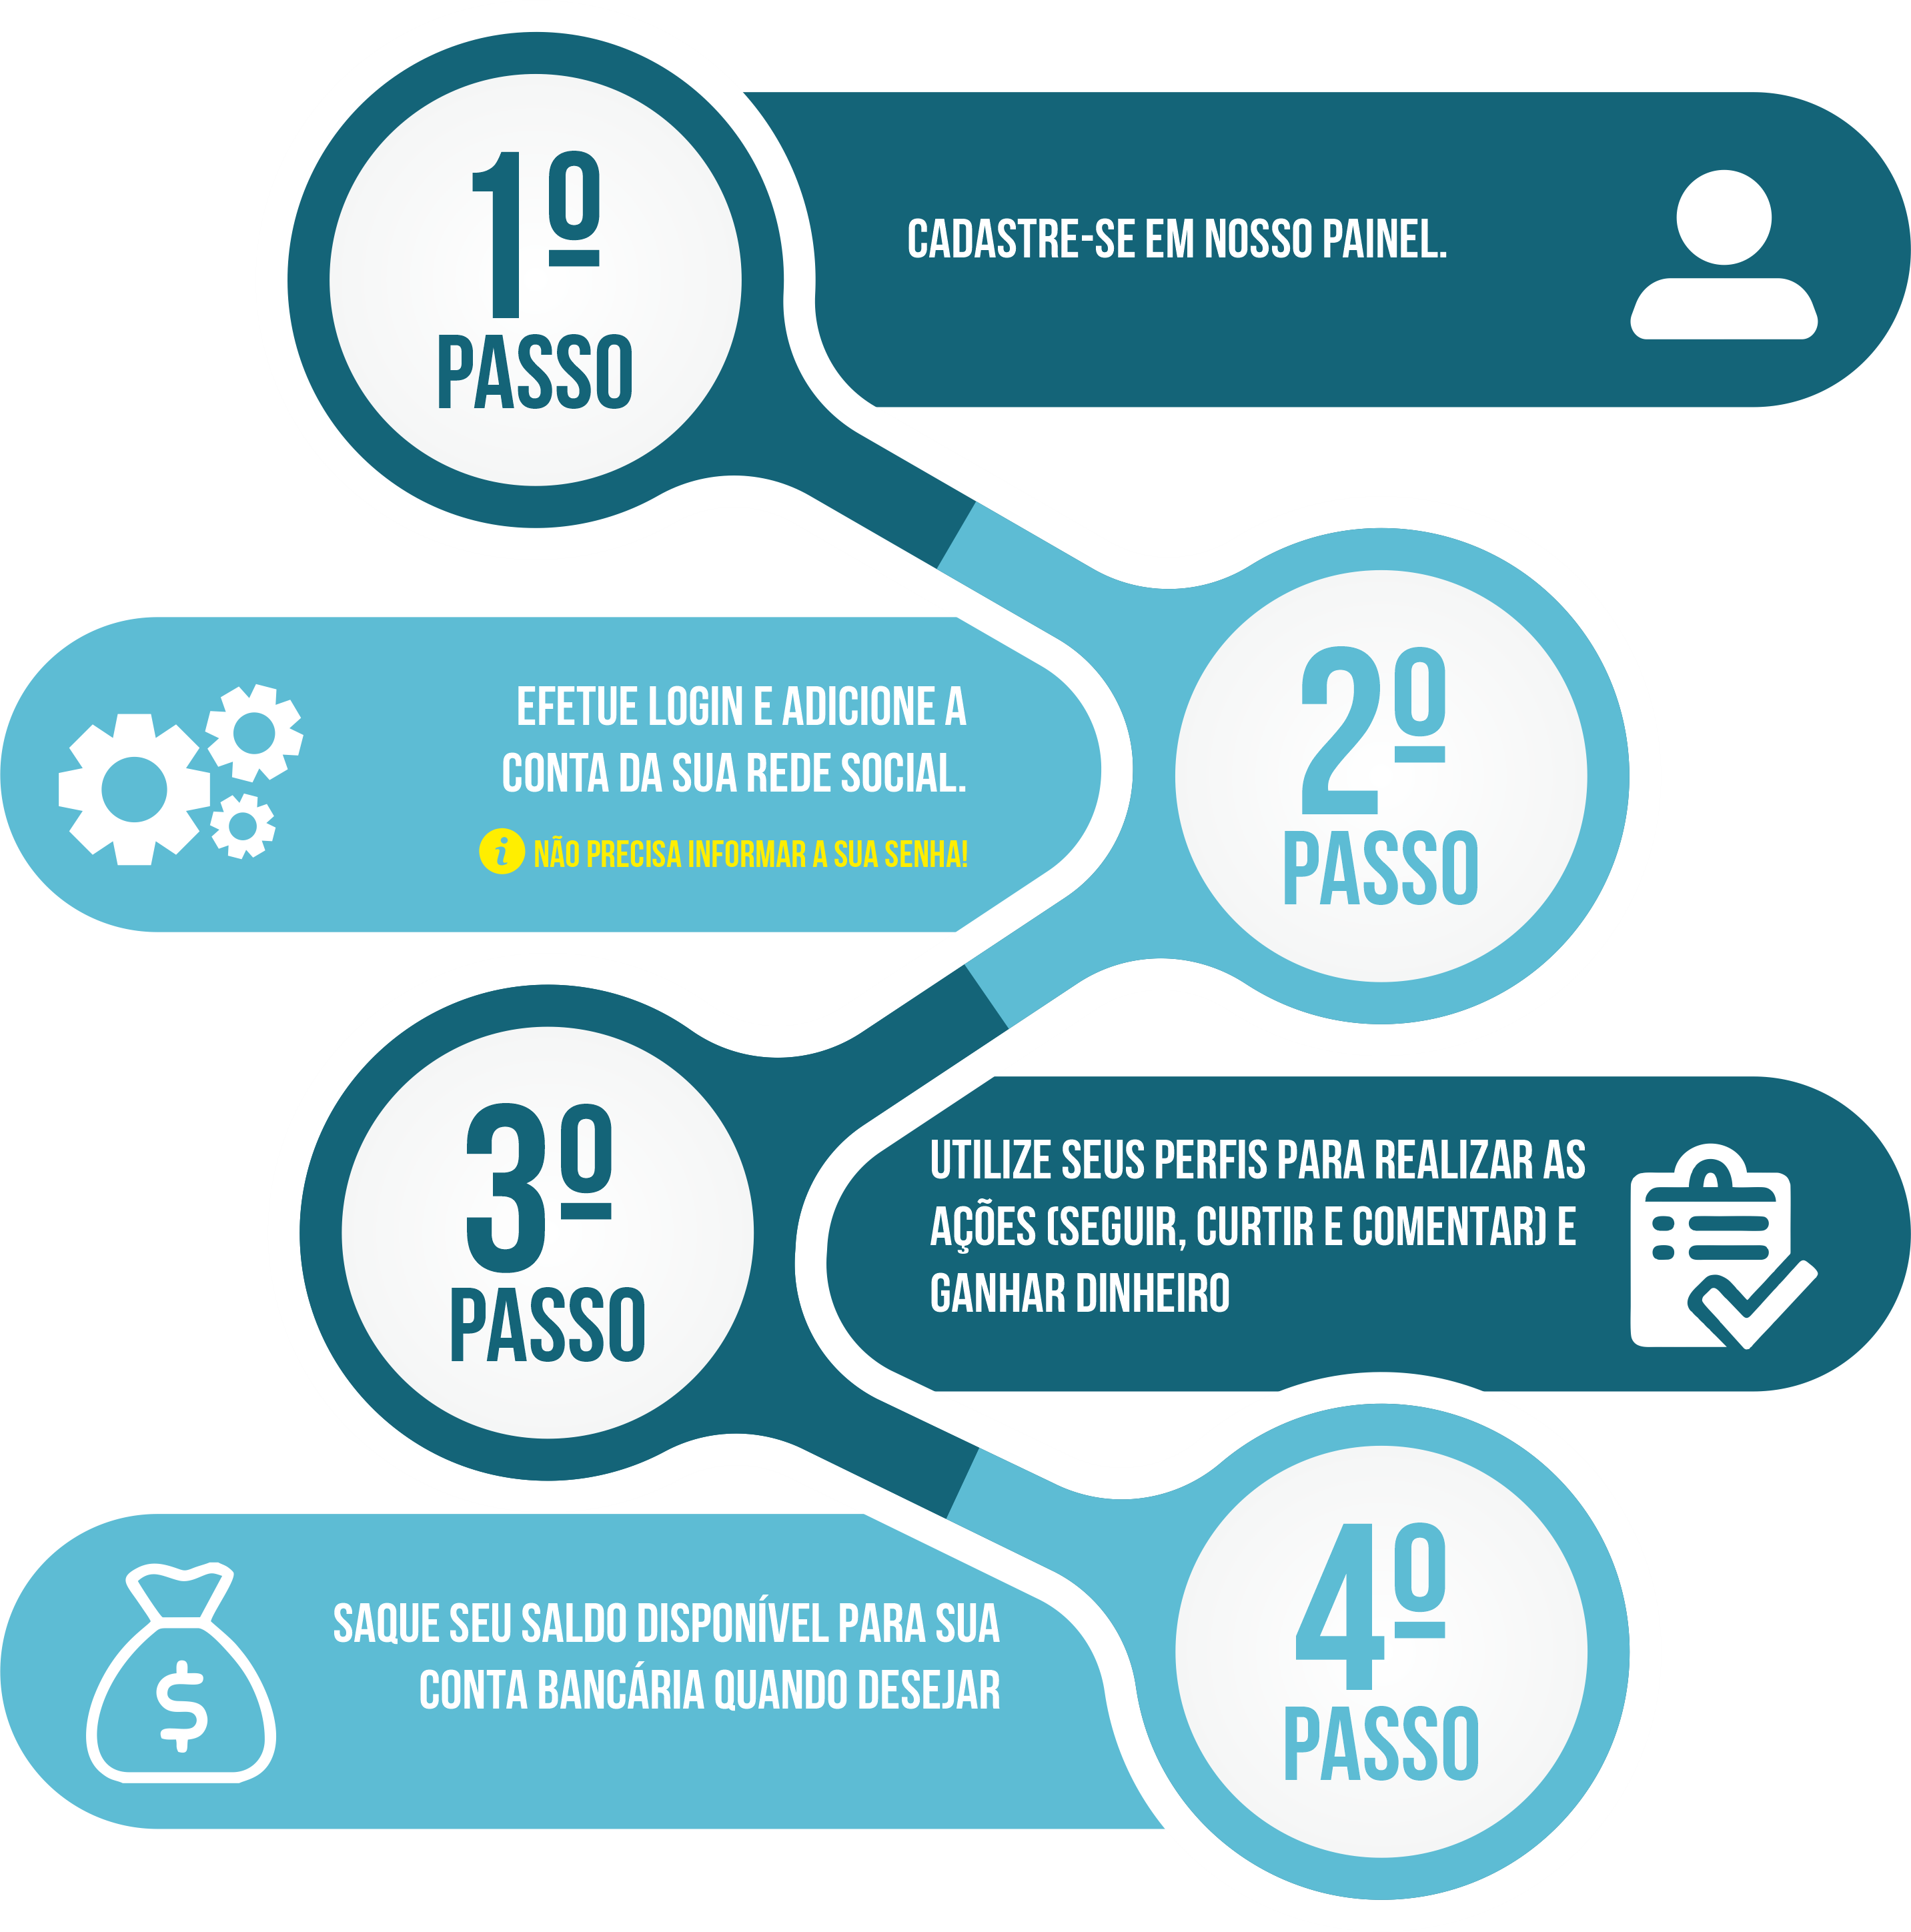 1º
PASSO
CADASTRE-SE EM NOSSO PAINEL.
2º
PASSO
EFETUE LOGIN E ADICIONE A
CONTA DA SUA REDE SOCIAL.
i NÃO PRECISA INFORMAR A SUA SENHA!
3º
PASSO
UTILIZE SEUS PERFIS PARA REALIZAR AS
AÇÕES (SEGUIR, CURTIR E COMENTAR) E
GANHAR DINHEIRO
4º
PASSO
SAQUE SEU SALDO DISPONÍVEL PARA SUA
CONTA BANCÁRIA QUANDO DESEJAR
$